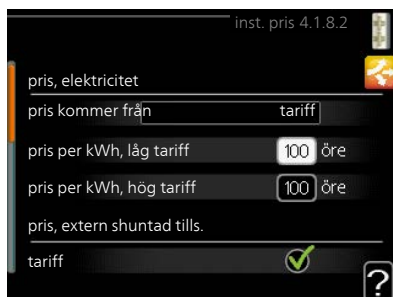 inst. pris 4.1.8.2
pris, elektricitet
pris kommer från tariff
pris per kWh, låg tariff 100 öre
pris per kWh, hög tariff 100 öre
pris, extern shuntad tills.
tariff
?